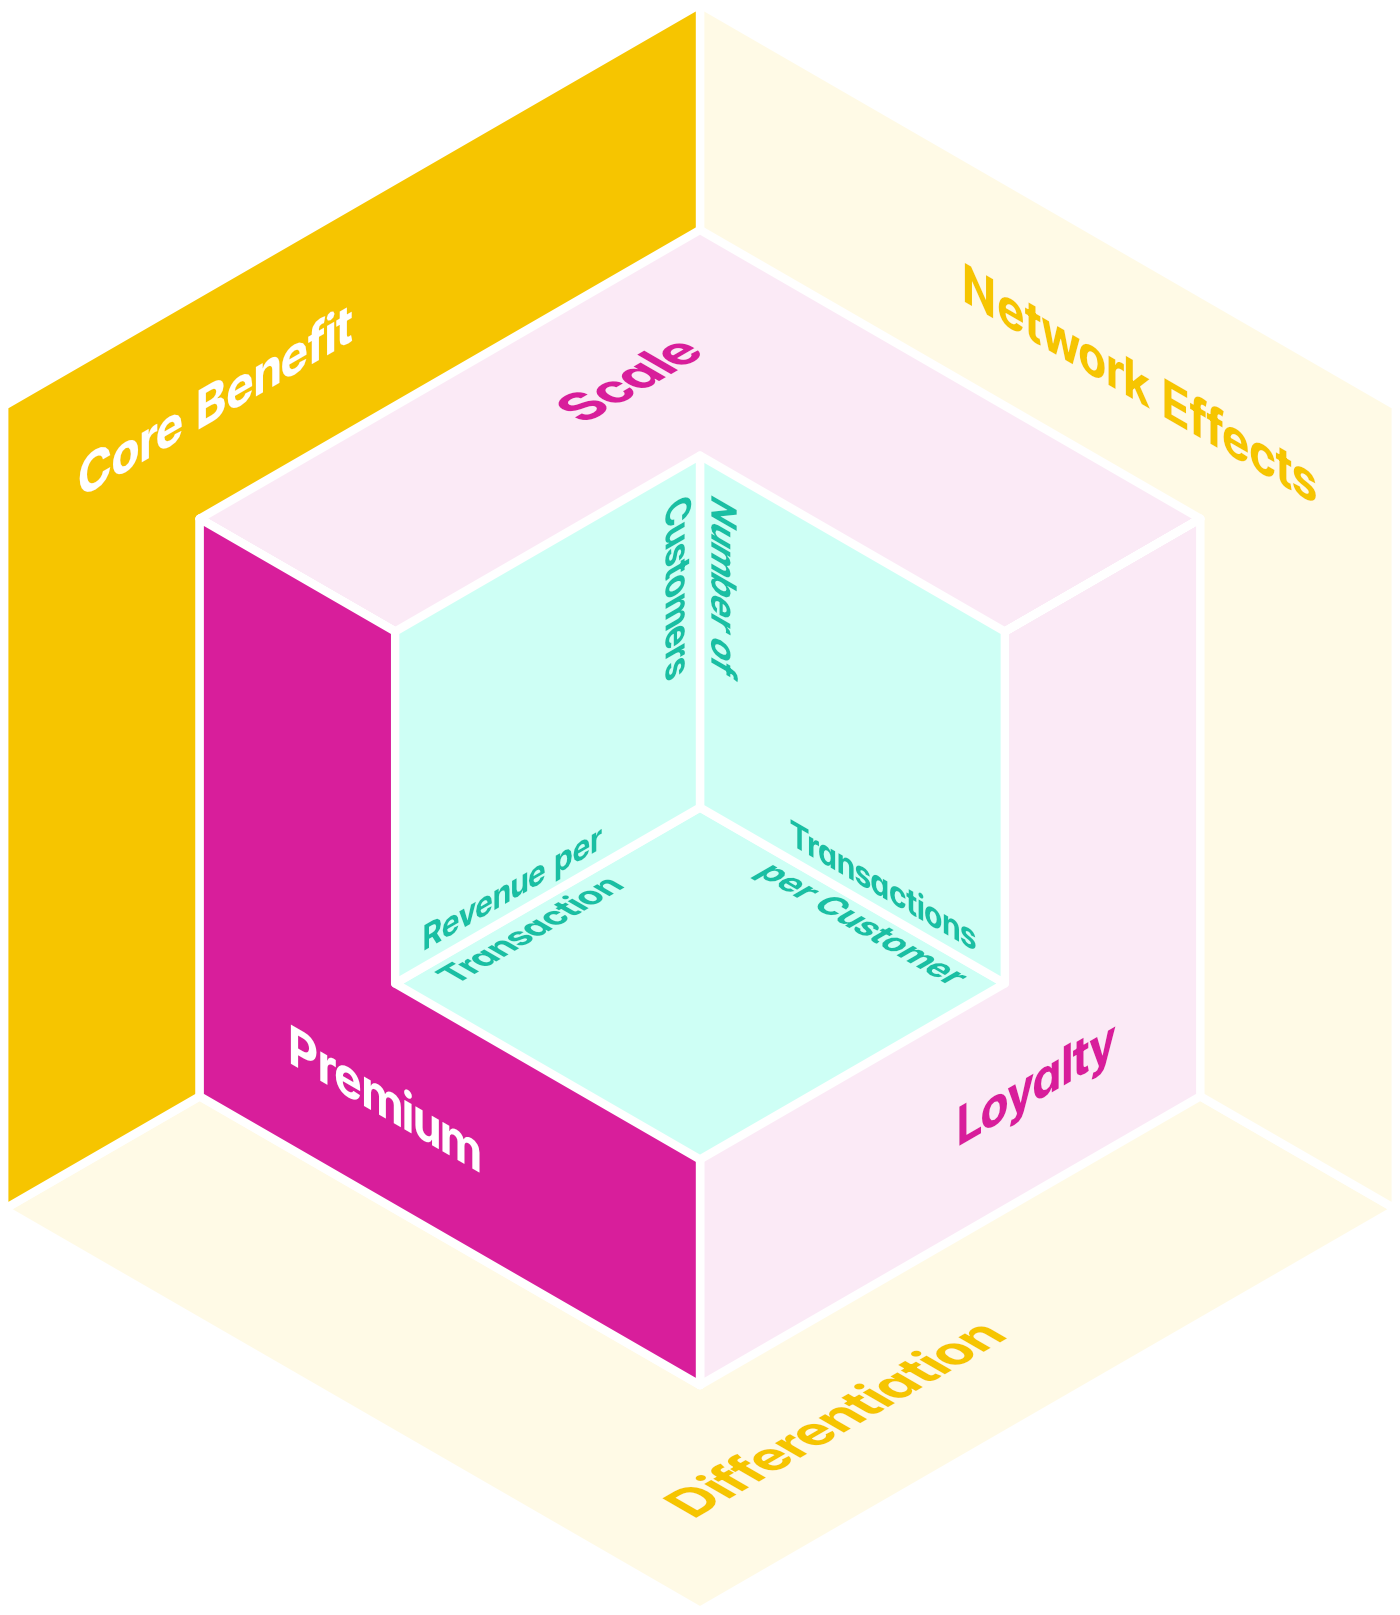 Core Benefit
Network Effects
Scale
Number of
Customers
Revenue per
Transaction
Transactions
per Customer
Premium
Loyalty
Differentiation